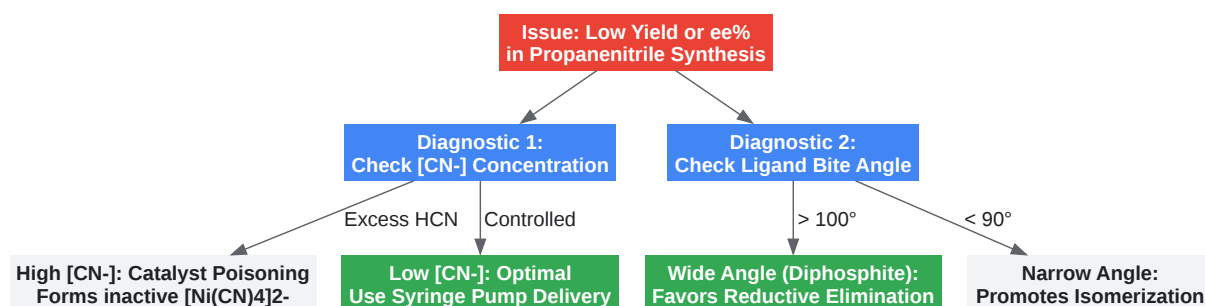 Issue: Low Yield or ee%
in Propanenitrile Synthesis
Diagnostic 1:
Check [CN-] Concentration
Diagnostic 2:
Check Ligand Bite Angle
Excess HCN
Controlled
> 100°
< 90°
High [CN-]: Catalyst Poisoning
Forms inactive [Ni(CN)4]2-
Low [CN-]: Optimal
Use Syringe Pump Delivery
Wide Angle (Diphosphite):
Favors Reductive Elimination
Narrow Angle:
Promotes Isomerization